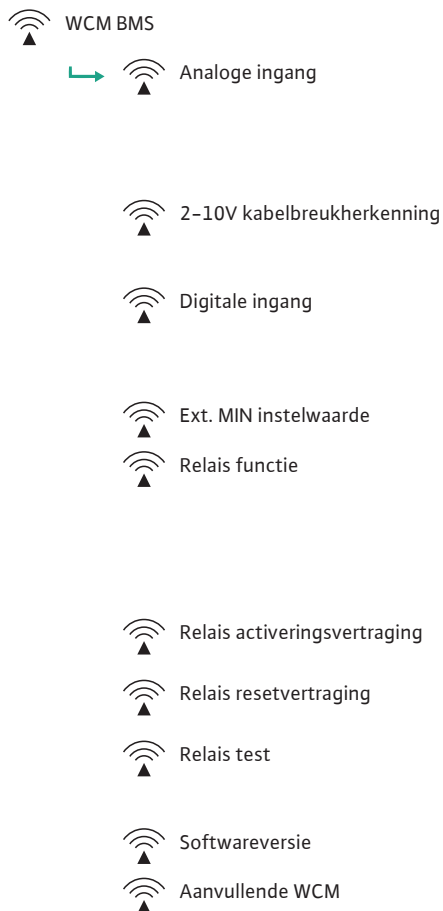 WCM BMS
Analoge ingang
2–10V kabelbreukherkenning
Digitale ingang
Ext. MIN instelwaarde
Relais functie
Relais activeringsvertraging
Relais resetvertraging
Relais test
Softwareversie
Aanvullende WCM